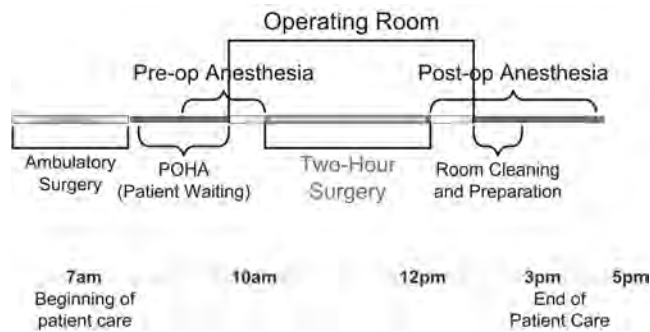 Operating Room
Pre-op Anesthesia
Post-op Anesthesia
Ambulatory
Surgery
POHA
(Patient Waiting)
Two-Hour
Surgery
Room Cleaning
and Preparation
7am
Beginning of
patient care
10am
12pm
3pm
End of
Patient Care
5pm